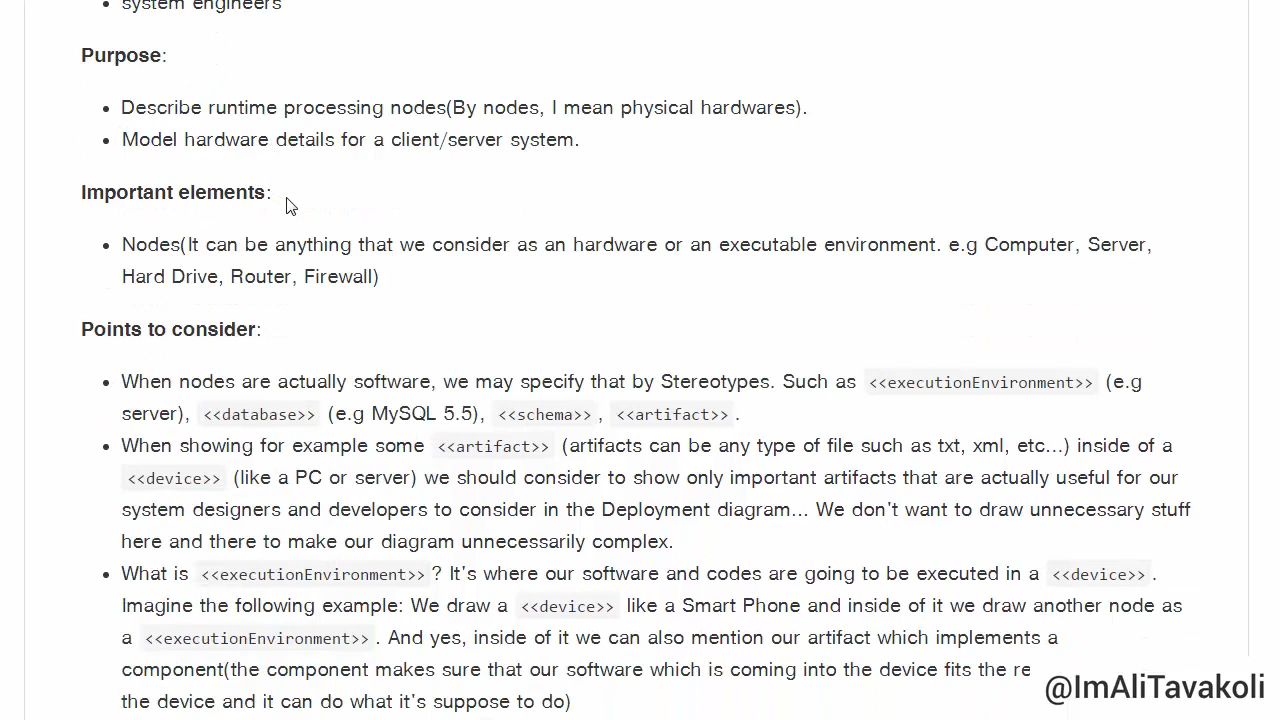 system engineers
Purpose:
Describe runtime processing nodes(By nodes, I mean physical hardwares).
Model hardware details for a client/server system.
Important elements:
Nodes(It can be anything that we consider as an hardware or an executable environment. e.g Computer, Server,
Hard Drive, Router, Firewall)
Points to consider:
When nodes are actually software, we may specify that by Stereotypes. Such as <<executionEnvironment>> (e.g
server), <<database>> (e.g MySQL 5.5), <<schema>>, <<artifact>>.
When showing for example some <<artifact>> (artifacts can be any type of file such as txt, xml, etc...) inside of a
<<device>> (like a PC or server) we should consider to show only important artifacts that are actually useful for our
system designers and developers to consider in the Deployment diagram... We don't want to draw unnecessary stuff
here and there to make our diagram unnecessarily complex.
What is <<executionEnvironment>>? It's where our software and codes are going to be executed in a <<device>>.
Imagine the following example: We draw a <<device>> like a Smart Phone and inside of it we draw another node as
a <<executionEnvironment>>. And yes, inside of it we can also mention our artifact which implements a
component(the component makes sure that our software which is coming into the device fits the re
the device and it can do what it's suppose to do)
@ImAliTavakoli